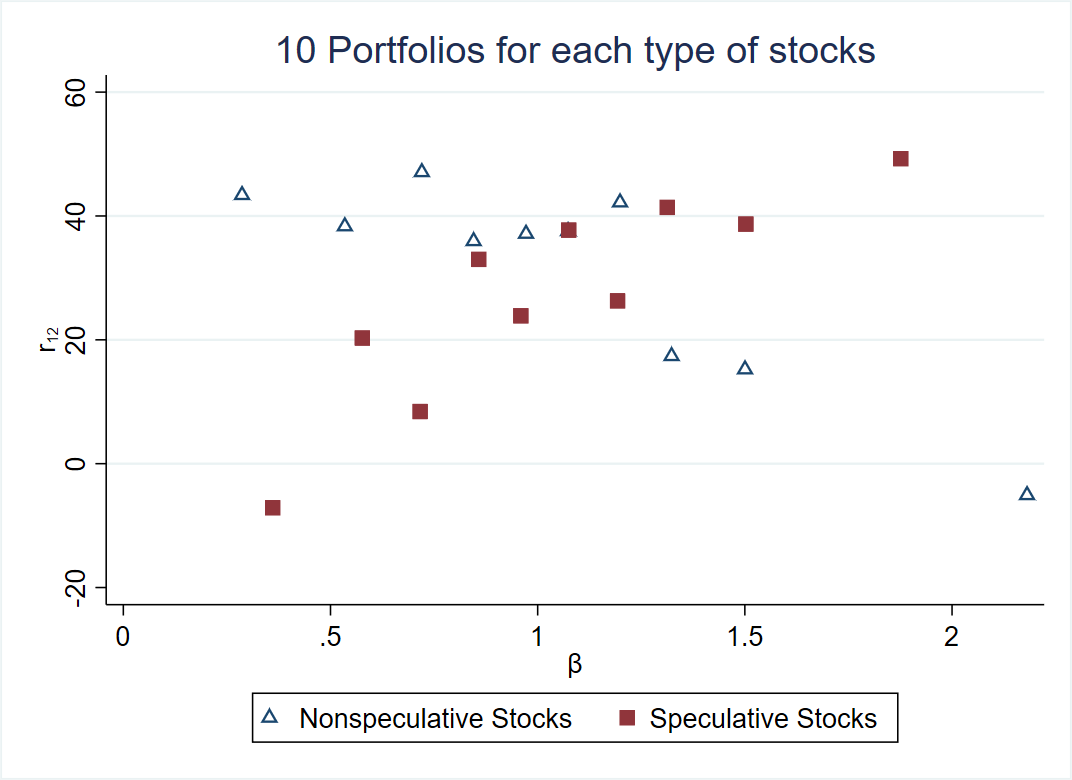 10 Portfolios for each type of stocks
60
40
20
0
-20
r12
0 .5 1 1.5 2
β
Nonspeculative Stocks Speculative Stocks